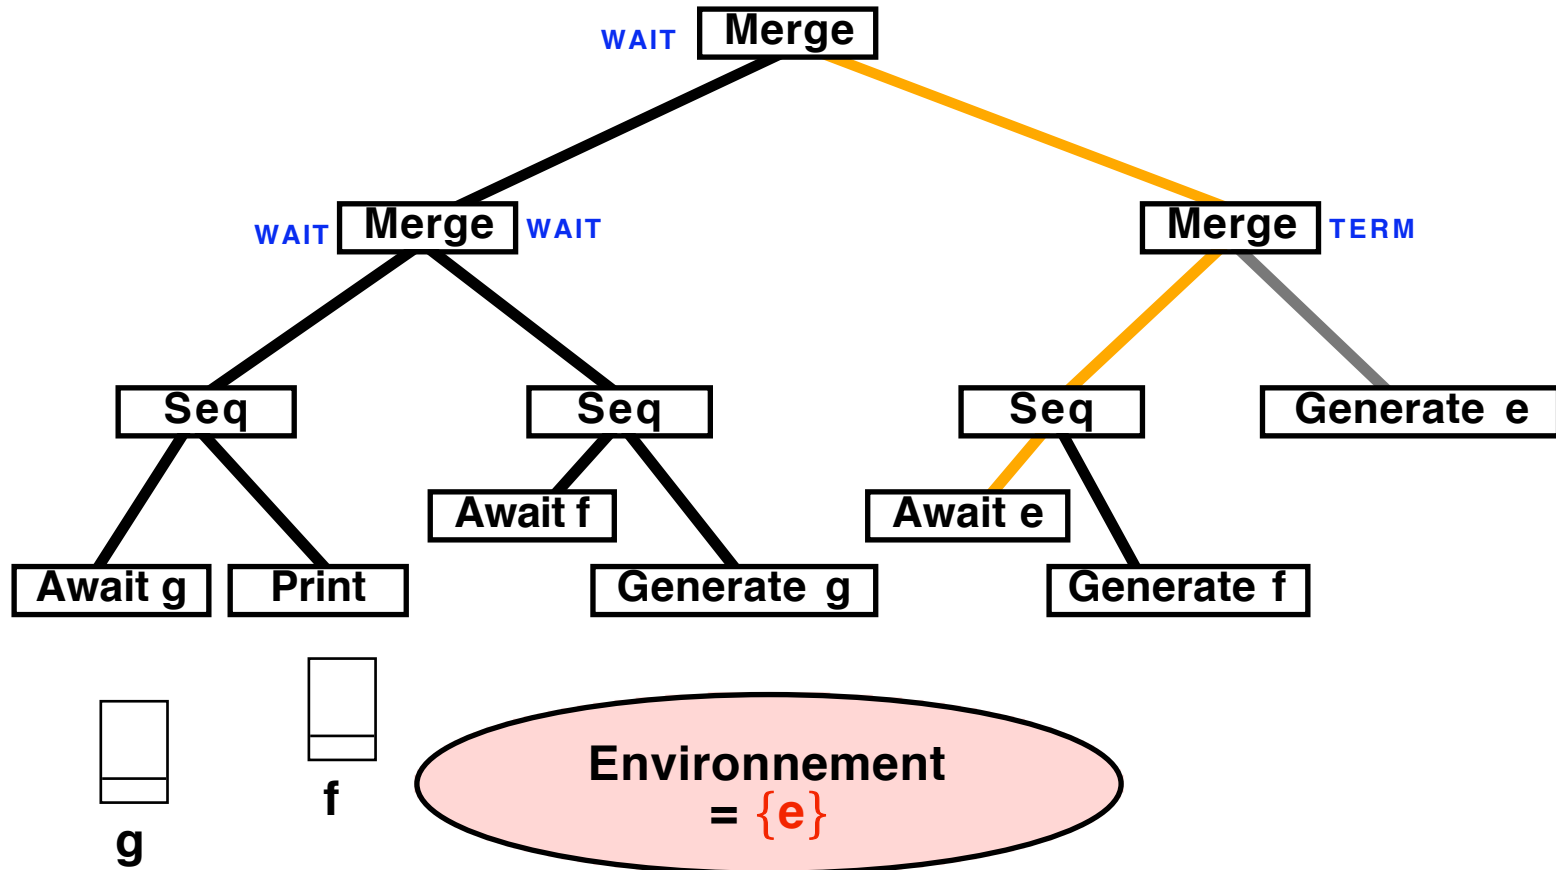 WAIT Merge
WAIT Merge WAIT
Merge TERM
Seq
Seq
Seq
Generate e
Await f
Await e
Await g
Print
Generate g
Generate f
g
f
Environnement
= {e}